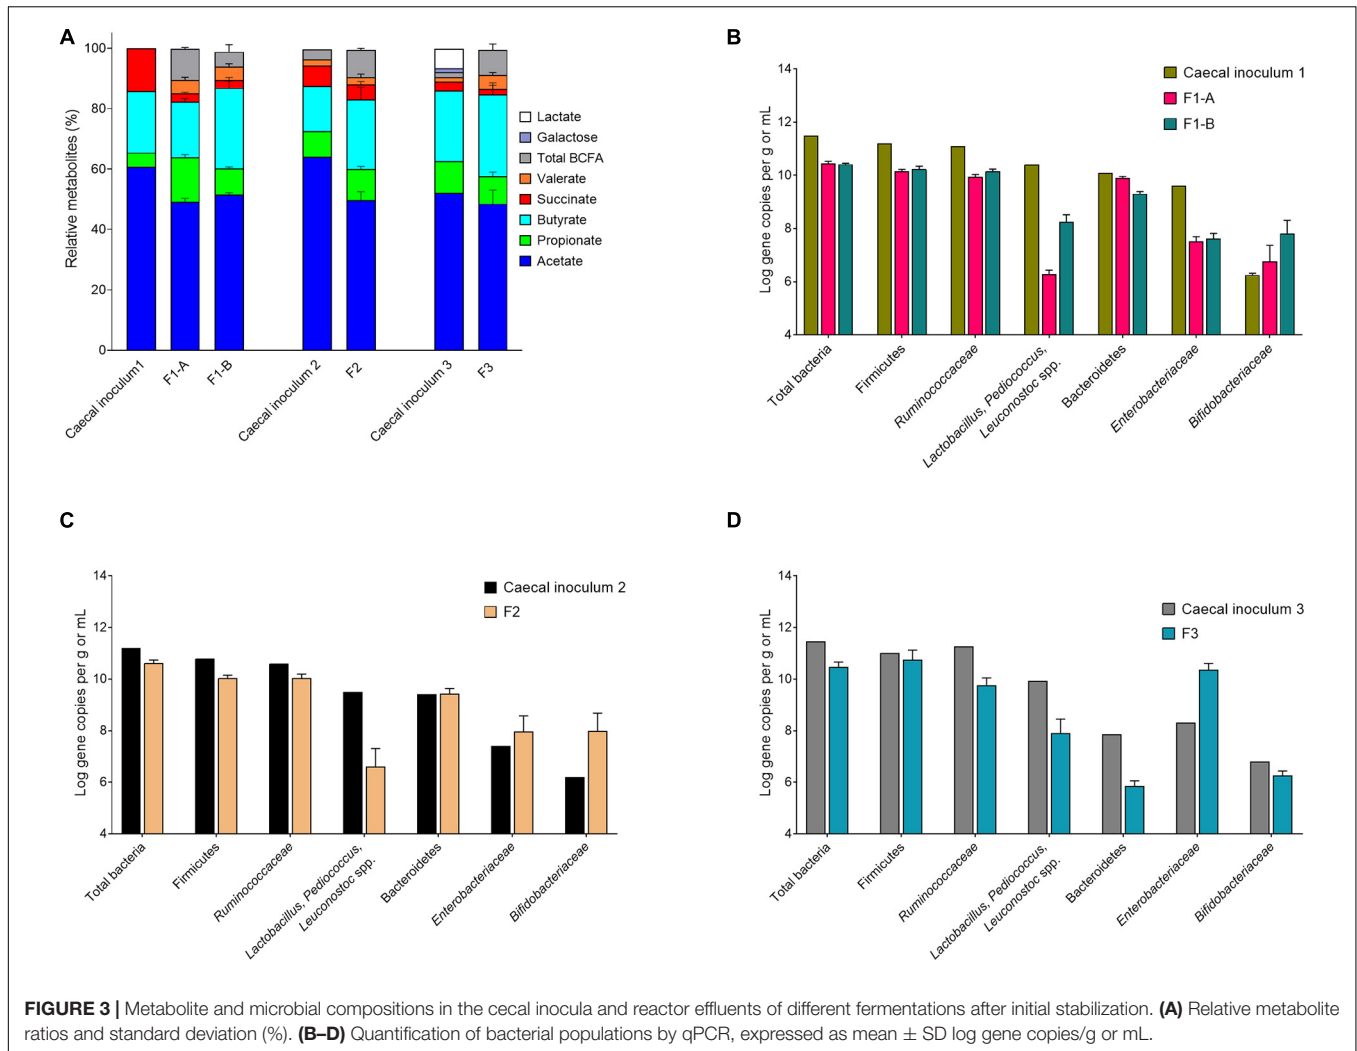 A
100
80
60
40
20
0
Relative metabolites (%)
Caecal inoculum1
F1-A
F1-B
Caecal inoculum 2
F2
Caecal inoculum 3
F3
Lactate
Galactose
Total BCFA
Valerate
Succinate
Butyrate
Propionate
Acetate
B
14
12
10
8
6
4
Log gene copies per g or mL
Caecal inoculum 1
F1-A
F1-B
Total bacteria
Firmicutes
Ruminococcaceae
Lactobacillus, Pediococcus,
Leuconostoc spp.
Bacteroidetes
Enterobacteriaceae
Bifidobacteriaceae
C
14
12
10
8
6
4
Log gene copies per g or mL
Caecal inoculum 2
F2
Total bacteria
Firmicutes
Ruminococcaceae
Lactobacillus, Pediococcus,
Leuconostoc spp.
Bacteroidetes
Enterobacteriaceae
Bifidobacteriaceae
D
14
12
10
8
6
4
Log gene copies per g or mL
Caecal inoculum 3
F3
Total bacteria
Firmicutes
Ruminococcaceae
Lactobacillus, Pediococcus,
Leuconostoc spp.
Bacteroidetes
Enterobacteriaceae
Bifidobacteriaceae
FIGURE 3 | Metabolite and microbial compositions in the cecal inocula and reactor effluents of different fermentations after initial stabilization. (A) Relative metabolite
ratios and standard deviation (%). (B–D) Quantification of bacterial populations by qPCR, expressed as mean ± SD log gene copies/g or mL.